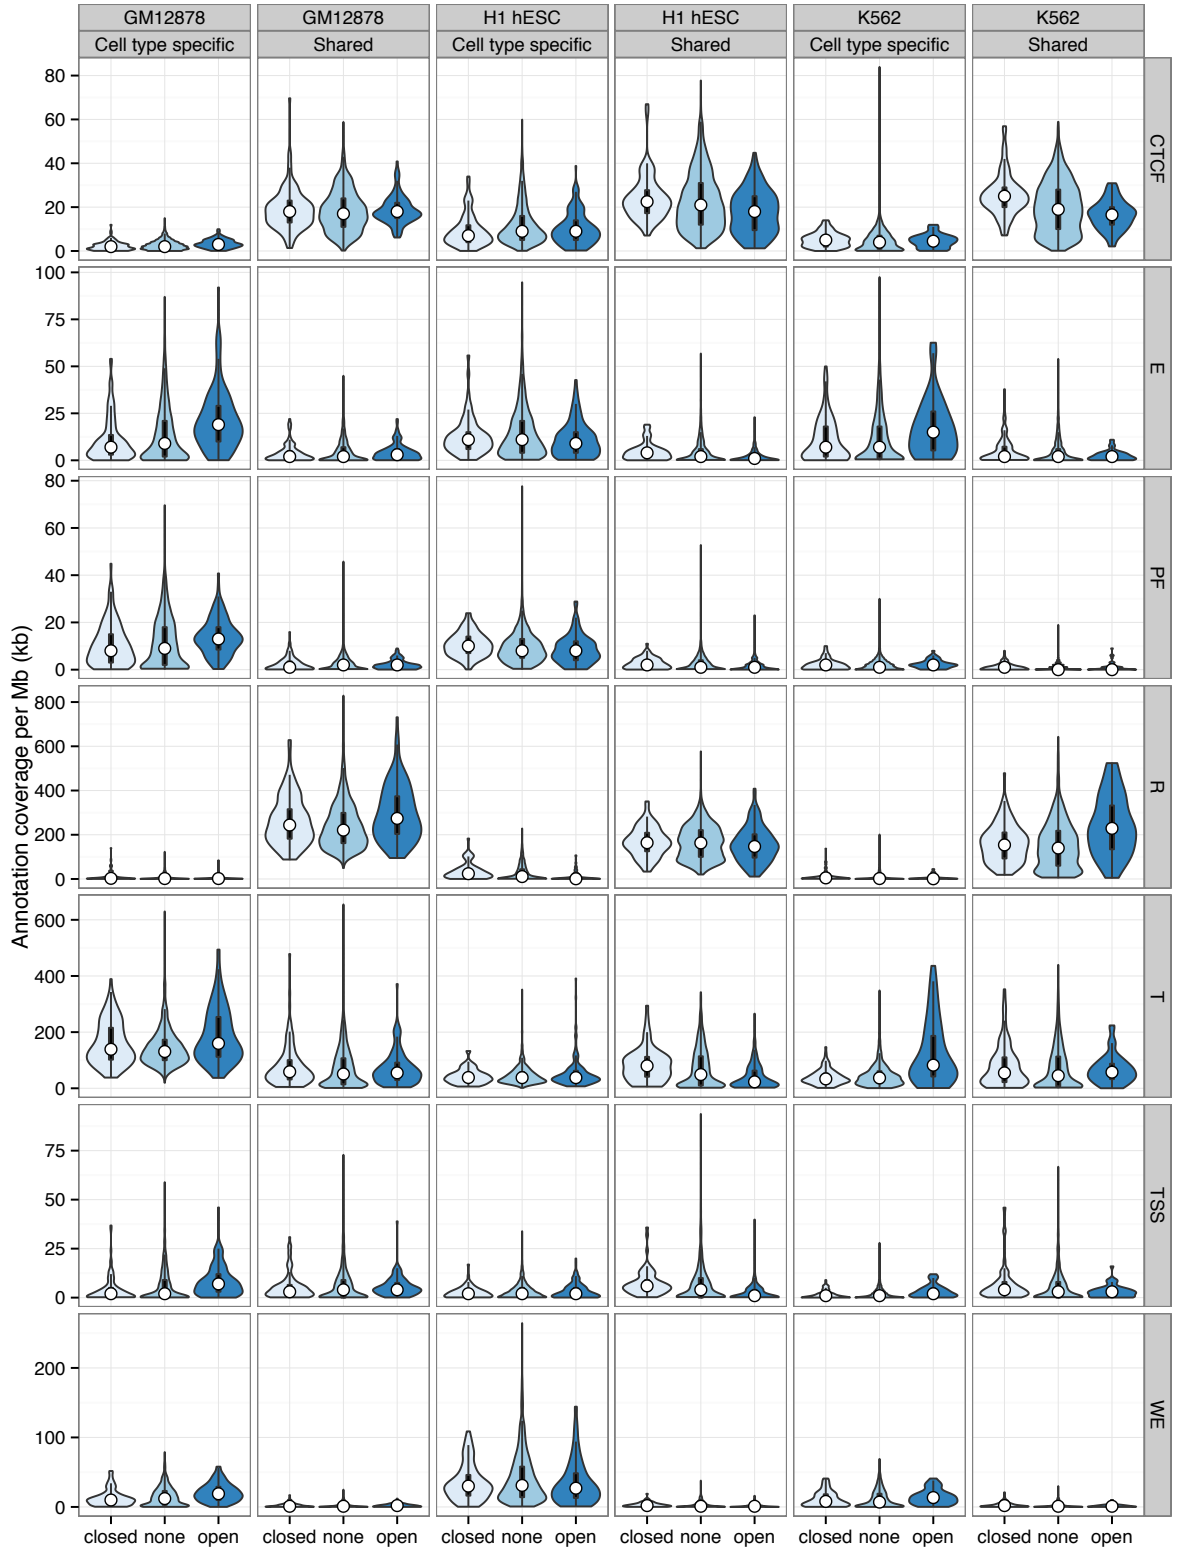 GM12878 GM12878 H1 hESC H1 hESC K562 K562
Cell type specific Shared Cell type specific Shared Cell type specific Shared
Annotation coverage per Mb (kb)
80
60
40
20
0
CTCF
100
75
50
25
0
E
80
60
40
20
0
PF
800
600
400
200
0
R
600
400
200
0
T
75
50
25
0
TSS
200
100
0
WE
closed none open closed none open closed none open closed none open closed none open closed none open